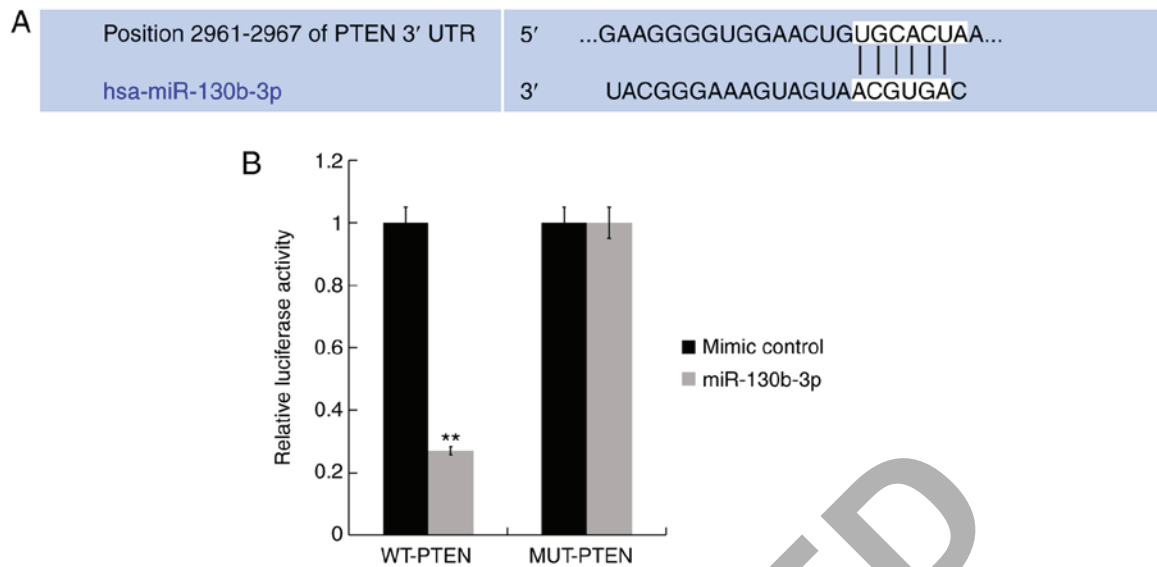 A
Position 2961-2967 of PTEN 3′ UTR 5′ ...GAAGGGGUGGAACUGUGCACUAA...
hsa-miR-130b-3p 3′ UACGGGAAAGUAGUAACGUGAC
B
1.2
1
0.8
0.6
0.4
0.2
0
Relative luciferase activity
**
WT-PTEN MUT-PTEN
Mimic control
miR-130b-3p